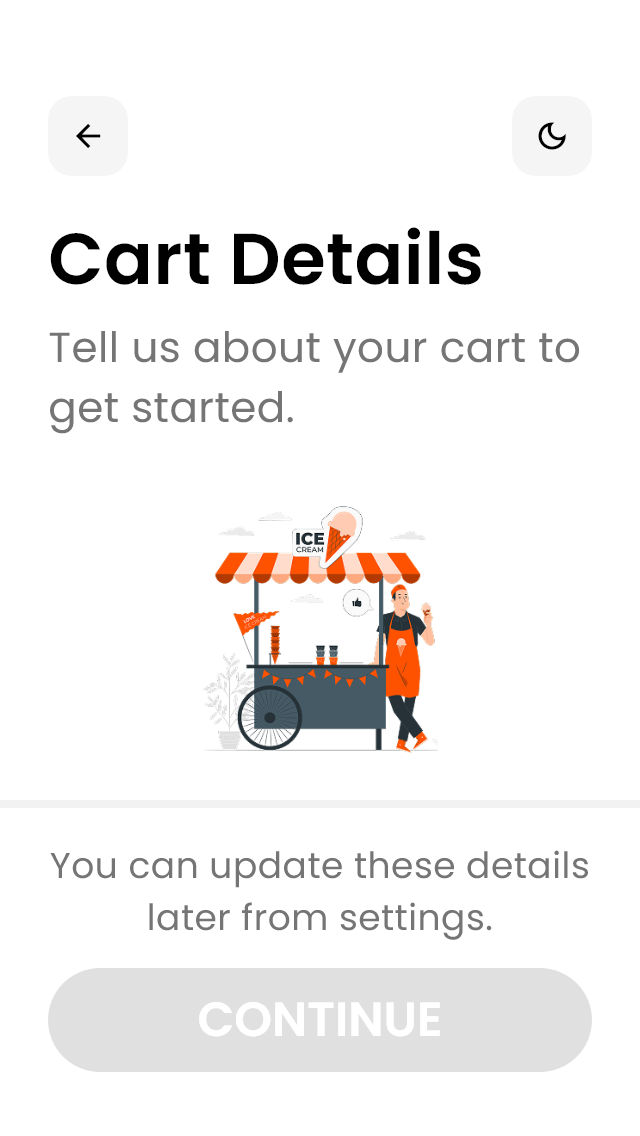 Cart Details
Tell us about your cart to
get started.
ICE
CREAM
You can update these details
later from settings.
CONTINUE